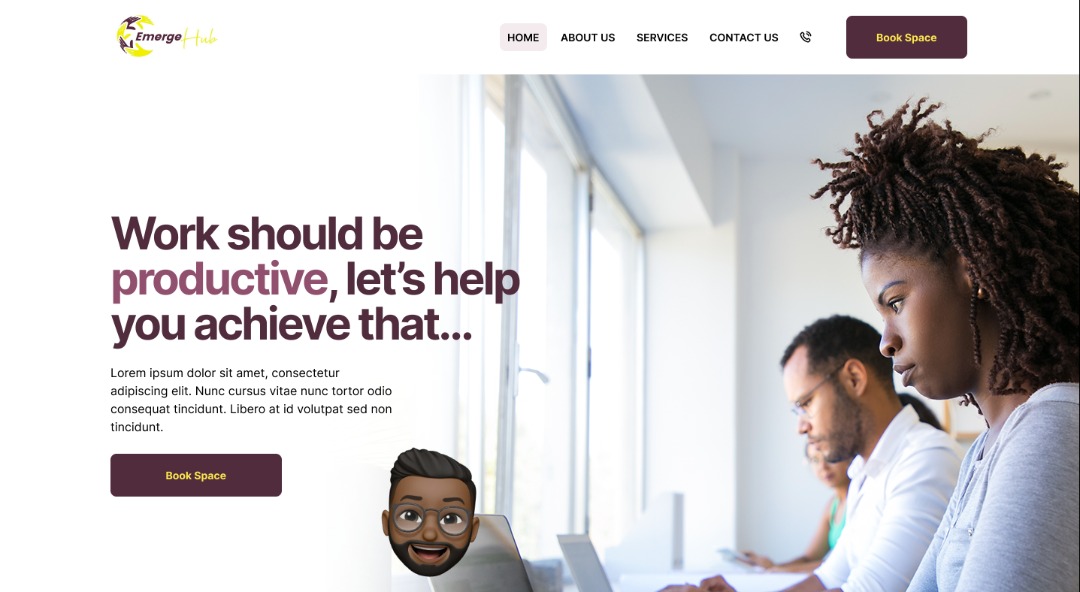 Emerge Hub
HOME
ABOUT US
SERVICES
CONTACT US
Book Space
Work should be
productive, let’s help
you achieve that...
Lorem ipsum dolor sit amet, consectetur
adipiscing elit. Nunc cursus vitae nunc tortor odio
consequat tincidunt. Libero at id volutpat sed non
tincidunt.
Book Space